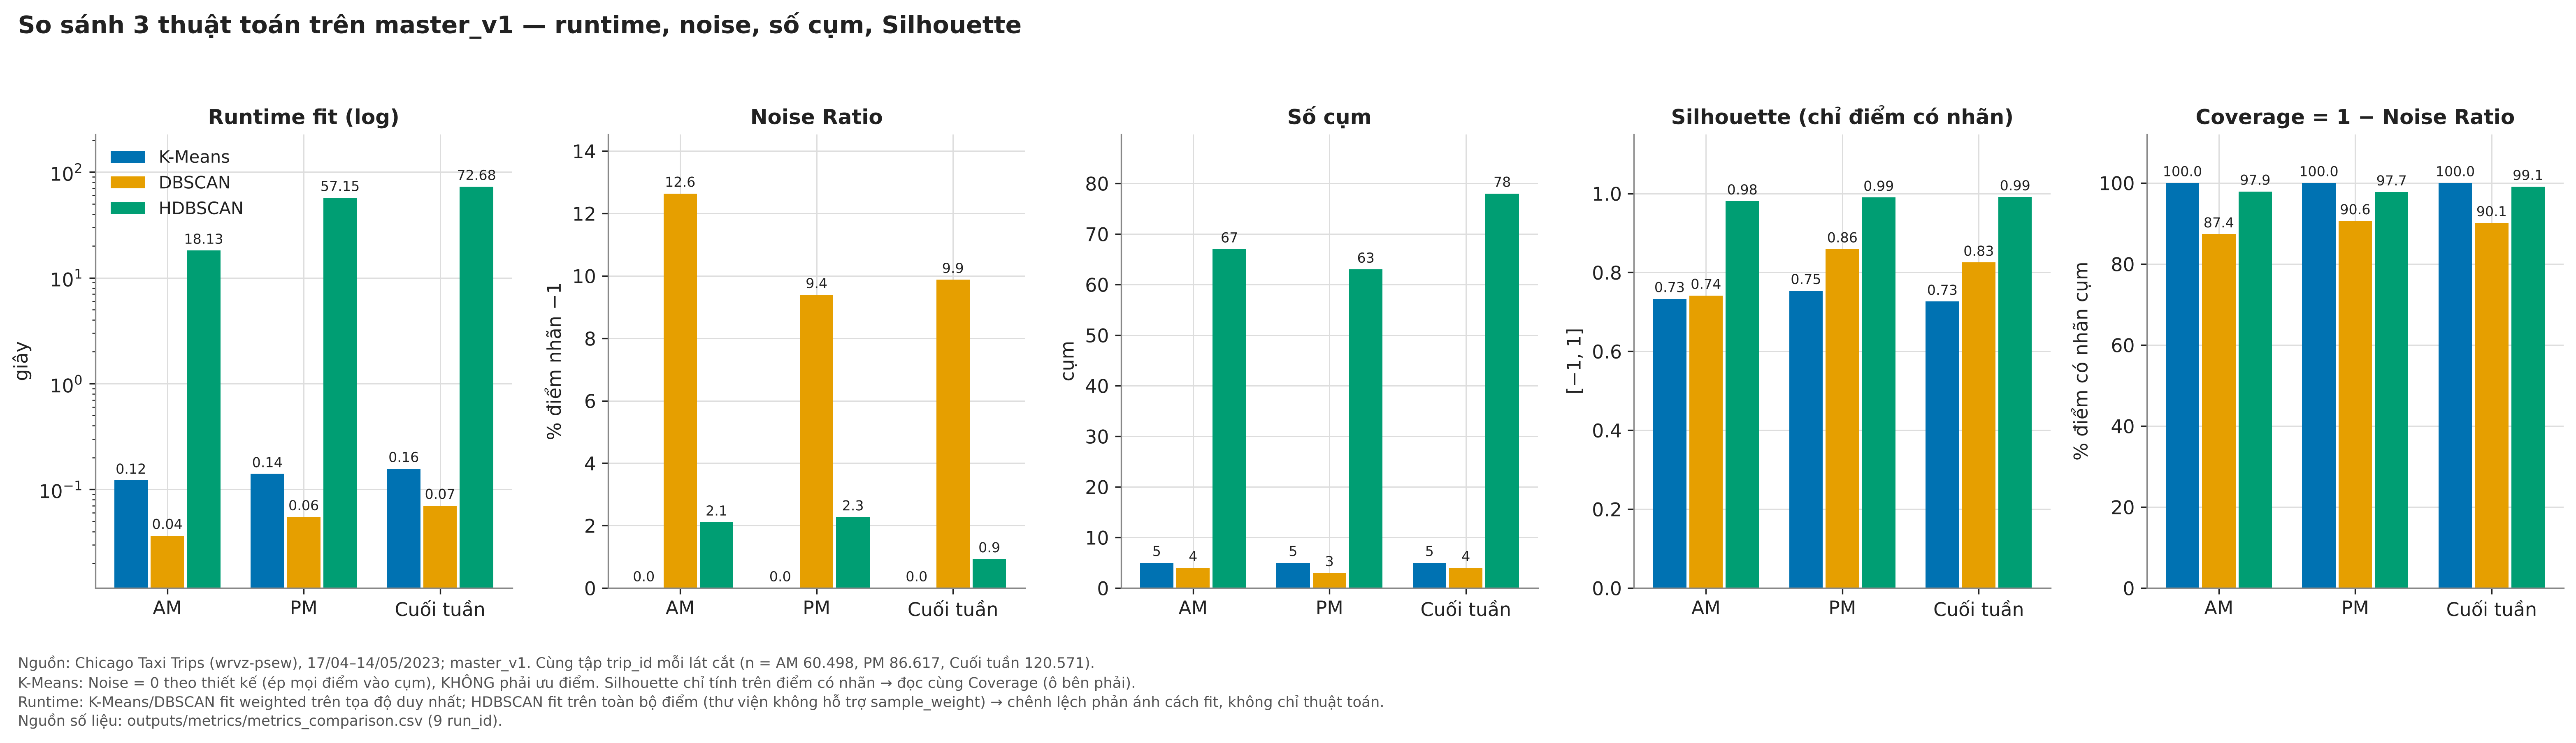 So sánh 3 thuật toán trên master_v1 — runtime, noise, số cụm, Silhouette
Runtime fit (log)
giây
10²
10¹
10⁰
10⁻¹
K-Means
DBSCAN
HDBSCAN
0.12
0.04
18.13
0.14
0.06
57.15
0.16
0.07
72.68
AM
PM
Cuối tuần
Noise Ratio
% điểm nhãn −1
14
12
10
8
6
4
2
0
0.0
12.6
2.1
0.0
9.4
2.3
0.0
9.9
0.9
AM
PM
Cuối tuần
Số cụm
cụm
80
70
60
50
40
30
20
10
0
5
4
67
5
3
63
5
4
78
AM
PM
Cuối tuần
Silhouette (chỉ điểm có nhãn)
[−1, 1]
1.0
0.8
0.6
0.4
0.2
0.0
0.73
0.74
0.98
0.75
0.86
0.99
0.73
0.83
0.99
AM
PM
Cuối tuần
Coverage = 1 − Noise Ratio
% điểm có nhãn cụm
100
80
60
40
20
0
100.0
87.4
97.9
100.0
90.6
97.7
100.0
90.1
99.1
AM
PM
Cuối tuần
Nguồn: Chicago Taxi Trips (wrvz-psew), 17/04–14/05/2023; master_v1. Cùng tập trip_id mỗi lát cắt (n = AM 60.498, PM 86.617, Cuối tuần 120.571).
K-Means: Noise = 0 theo thiết kế (ép mọi điểm vào cụm), KHÔNG phải ưu điểm. Silhouette chỉ tính trên điểm có nhãn → đọc cùng Coverage (ô bên phải).
Runtime: K-Means/DBSCAN fit weighted trên tọa độ duy nhất; HDBSCAN fit trên toàn bộ điểm (thư viện không hỗ trợ sample_weight) → chênh lệch phản ánh cách fit, không chỉ thuật toán.
Nguồn số liệu: outputs/metrics/metrics_comparison.csv (9 run_id).